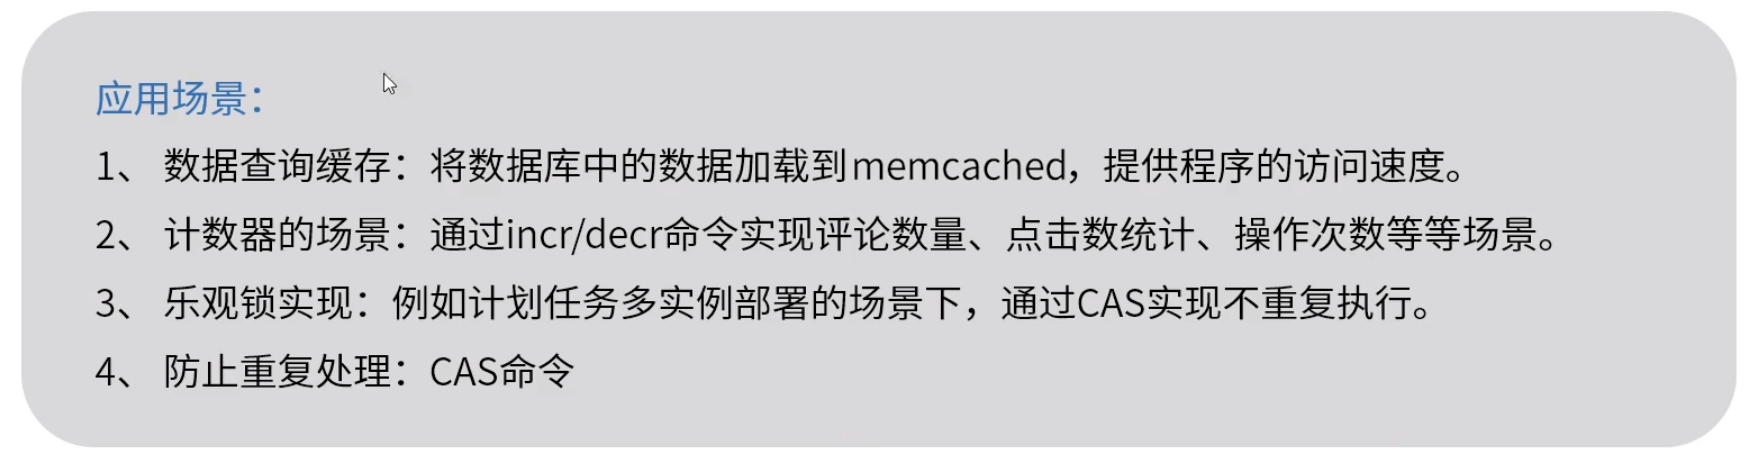 应用场景：
1、 数据查询缓存：将数据库中的数据加载到memcached，提供程序的访问速度。
2、 计数器的场景：通过incr/decr命令实现评论数量、点击数统计、操作次数等等场景。
3、 乐观锁实现：例如计划任务多实例部署的场景下，通过CAS实现不重复执行。
4、 防止重复处理：CAS命令